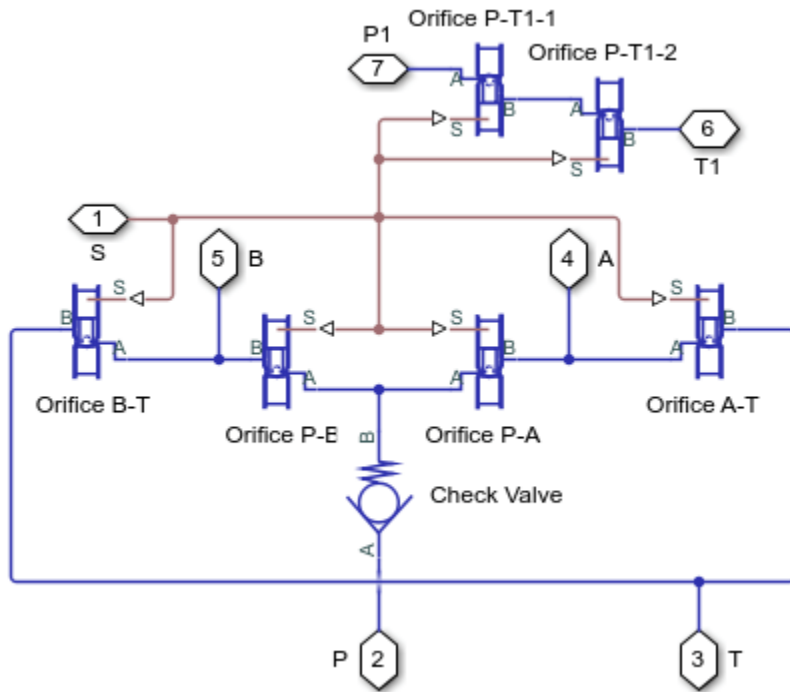 Orifice P-T1-1
P1
Orifice P-T1-2
7
A
B
A
S
B
6
S
T1
1
S
5
B
4
A
S
S
S
S
B
B
B
B
A
A
A
A
Orifice B-T
Orifice P-B
Orifice P-A
Orifice A-T
B
Check Valve
A
P
2
3
T